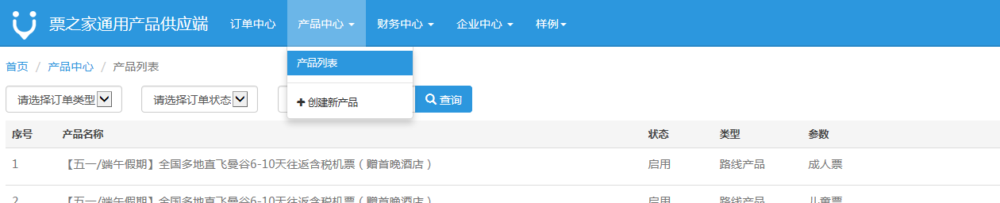 票之家通用产品供应端 订单中心 产品中心 财务中心 企业中心 样例
产品列表
创建新产品
首页 / 产品中心 / 产品列表
请选择订单类型 请选择订单状态 查询
序号 产品名称 状态 类型 参数
1 【五一/端午假期】全国多地直飞曼谷6-10天往返含税机票（赠首晚酒店） 启用 路线产品 成人票
2 【五一/端午假期】全国多地直飞曼谷6-10天往返含税机票（赠首晚酒店） 启用 路线产品 儿童票